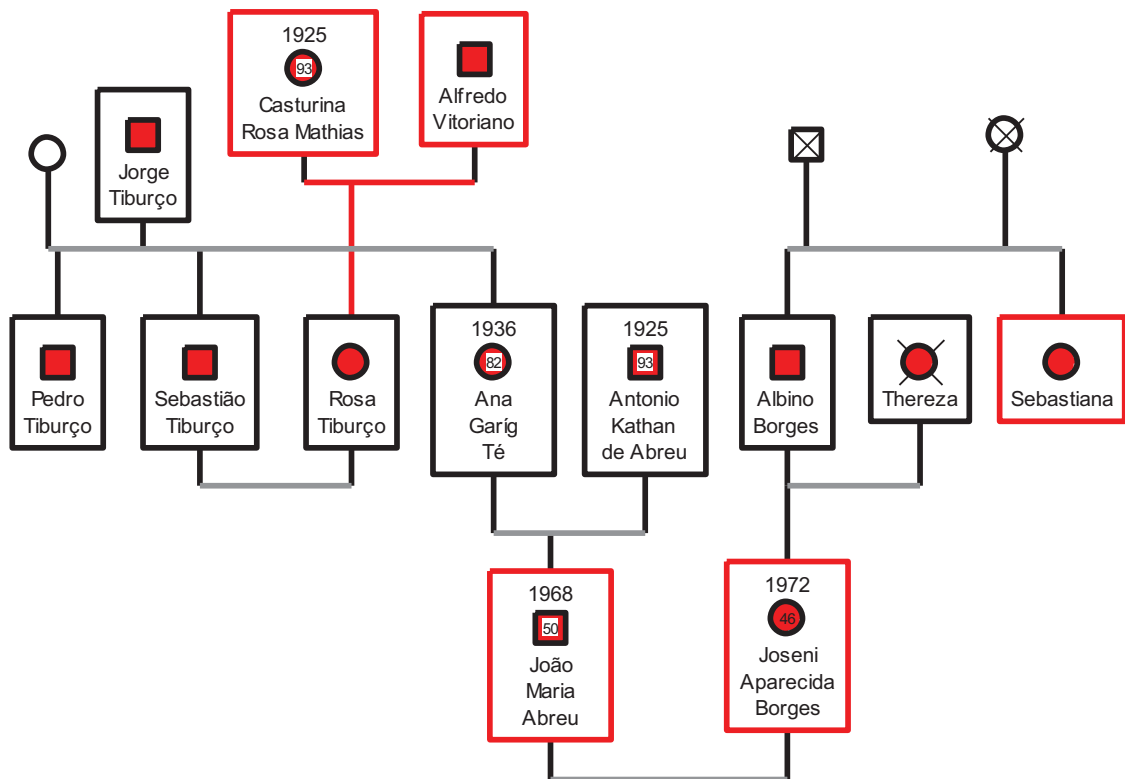 1925
93
Casturina
Rosa Mathias
Alfredo
Vitoriano
Jorge
Tiburço
Pedro
Tiburço
Sebastião
Tiburço
Rosa
Tiburço
1936
82
Ana
Garíg
Té
1925
93
Antonio
Kathan
de Abreu
Albino
Borges
Thereza
Sebastiana
1968
50
João
Maria
Abreu
1972
46
Joseni
Aparecida
Borges